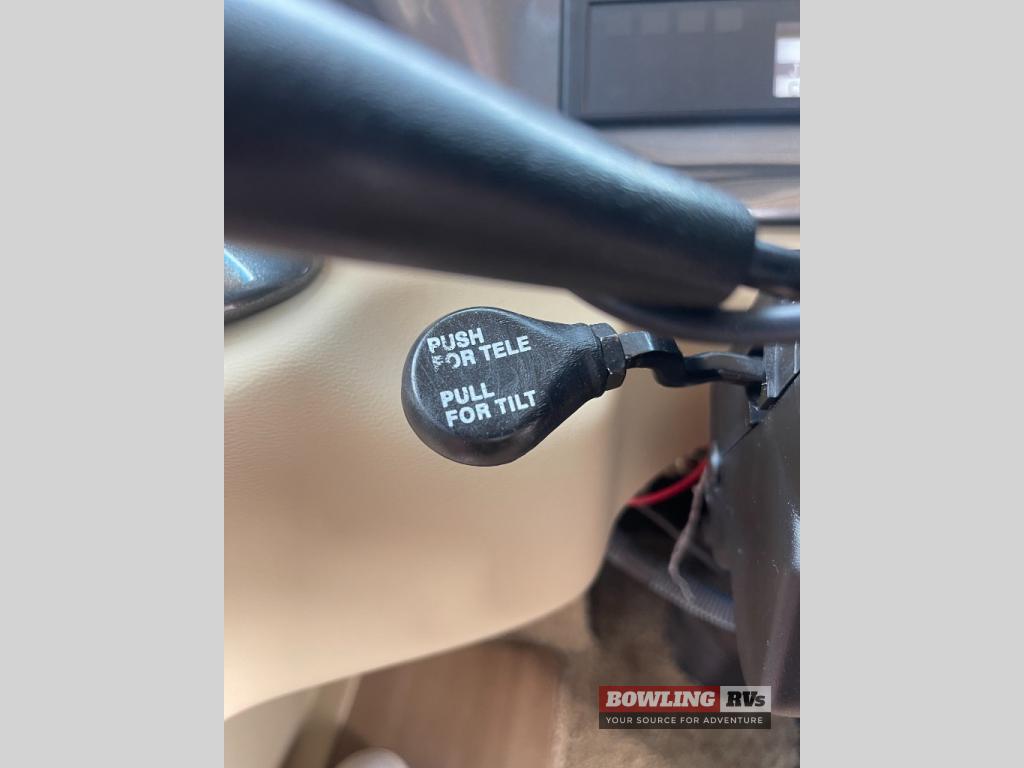 PUSH
FOR TELE
PULL
FOR TILT
BOWLING RVs
YOUR SOURCE FOR ADVENTURE